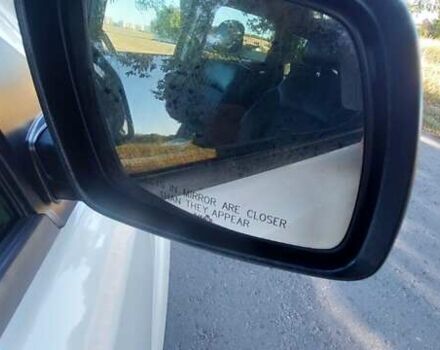 IN MIRROR ARE CLOSER
THAN THEY APPEAR